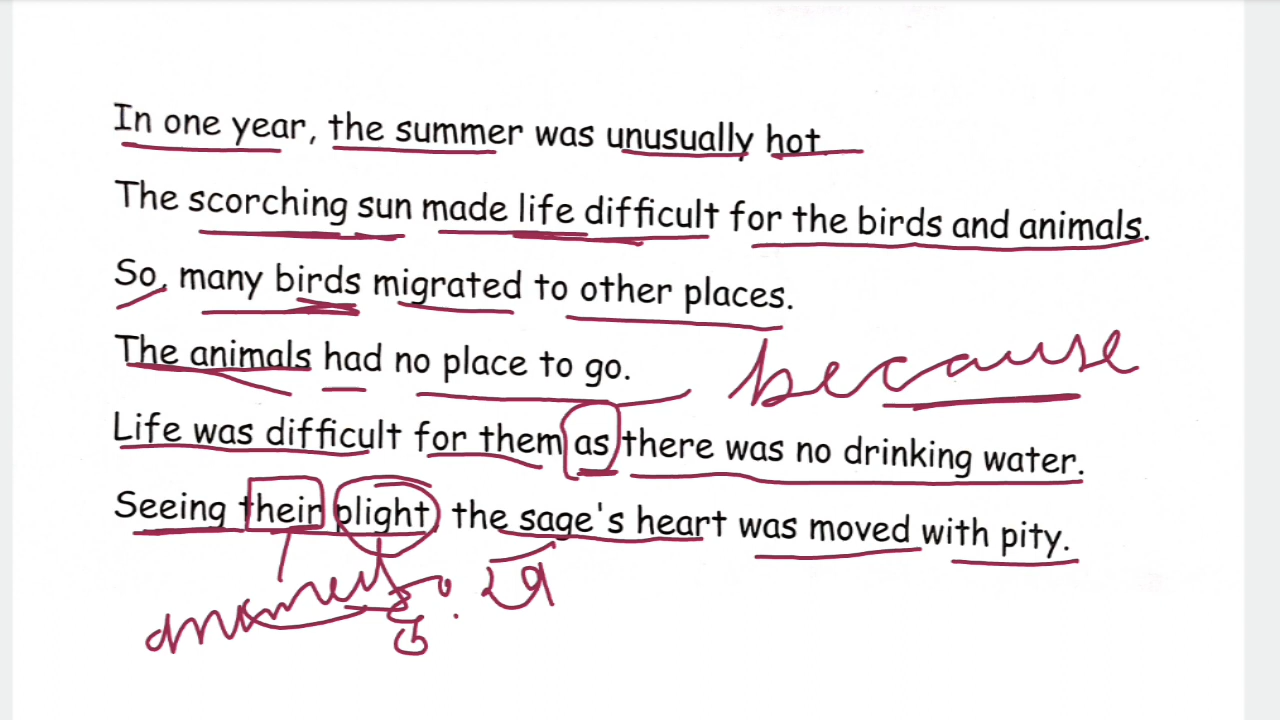 In one year, the summer was unusually hot
The scorching sun made life difficult for the birds and animals.
So, many birds migrated to other places.
The animals had no place to go.
because
Life was difficult for them as there was no drinking water.
Seeing their plight the sage's heart was moved with pity.